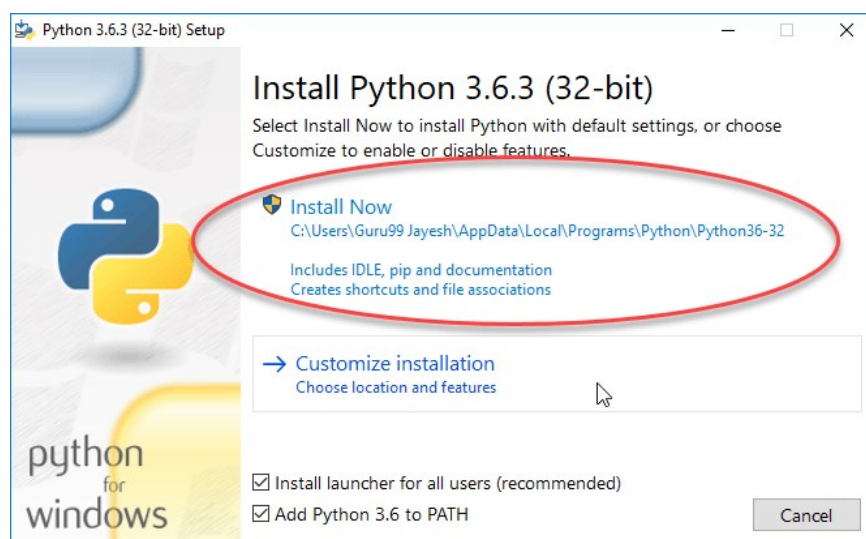 Python 3.6.3 (32-bit) Setup
Install Python 3.6.3 (32-bit)
Select Install Now to install Python with default settings, or choose
Customize to enable or disable features.
Install Now
C:\Users\Guru99 Jayesh\AppData\Local\Programs\Python\Python36-32
Includes IDLE, pip and documentation
Creates shortcuts and file associations
Customize installation
Choose location and features
python
for
windows
Install launcher for all users (recommended)
Add Python 3.6 to PATH
Cancel